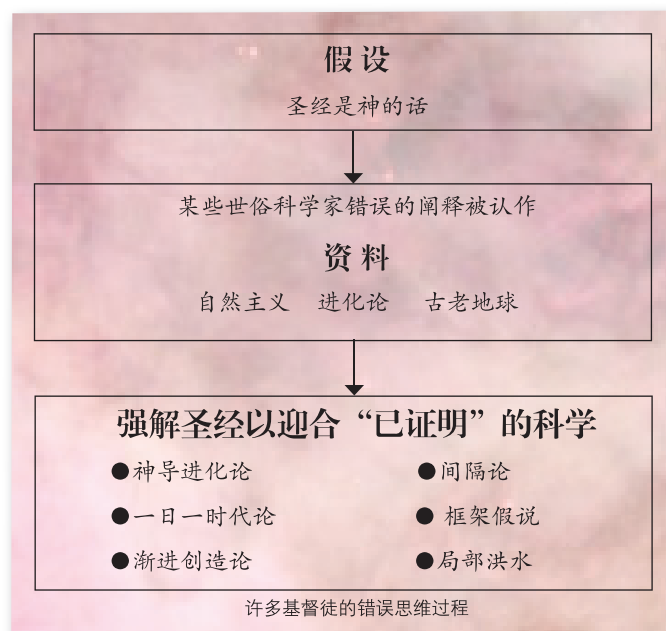 假设
圣经是神的话
某些世俗科学家错误的阐释被认作
资料
自然主义 进化论 古老地球
强解圣经以迎合“已证明”的科学
●神导进化论 ●间隔论
●一日一时代论 ●框架假说
●渐进创造论 ●局部洪水
许多基督徒的错误思维过程